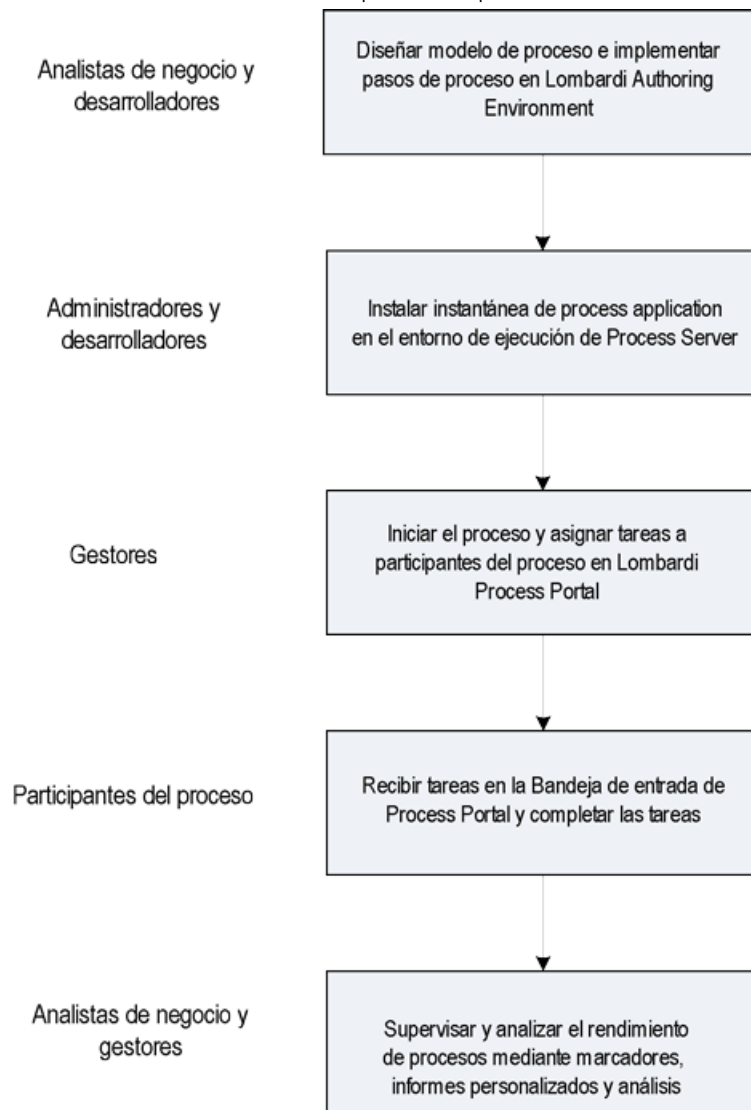 Analistas de negocio y
desarrolladores
Diseñar modelo de proceso e implementar
pasos de proceso en Lombardi Authoring
Environment
Administradores y
desarrolladores
Instalar instantánea de process application
en el entorno de ejecución de Process Server
Gestores
Iniciar el proceso y asignar tareas a
participantes del proceso en Lombardi
Process Portal
Participantes del proceso
Recibir tareas en la Bandeja de entrada de
Process Portal y completar las tareas
Analistas de negocio y
gestores
Supervisar y analizar el rendimiento
de procesos mediante marcadores,
informes personalizados y análisis